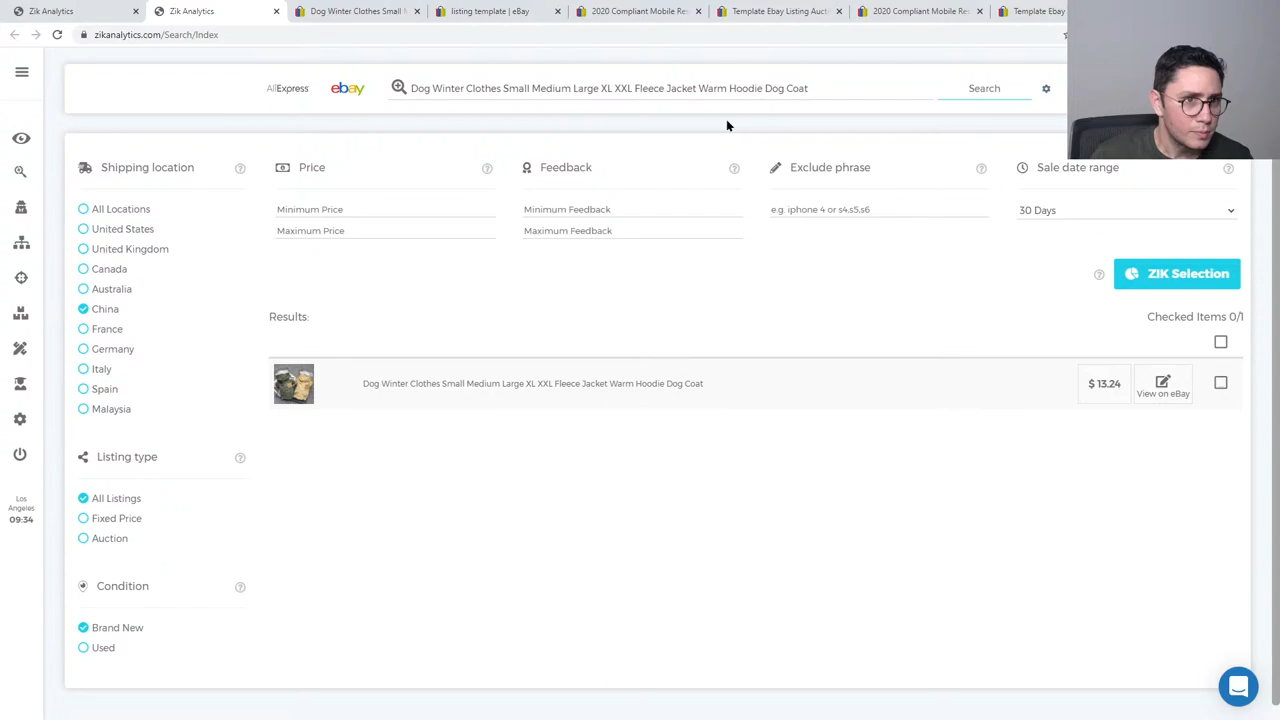 Zik Analytics
Zik Analytics
Dog Winter Clothes Small M
listing template | eBay
2020 Compliant Mobile Res
Template Ebay Listing Auct
2020 Compliant Mobile Res
Template Ebay
zikanalytics.com/Search/Index
AliExpress
ebay
Dog Winter Clothes Small Medium Large XL XXL Fleece Jacket Warm Hoodie Dog Coat
Search
Shipping location
Price
Feedback
Exclude phrase
Sale date range
All Locations
Minimum Price
Minimum Feedback
e.g. iphone 4 or s4,s5,s6
30 Days
United States
Maximum Price
Maximum Feedback
United Kingdom
Canada
ZIK Selection
Australia
China
Results:
Checked Items 0/1
France
Germany
Italy
Dog Winter Clothes Small Medium Large XL XXL Fleece Jacket Warm Hoodie Dog Coat
$ 13.24
View on eBay
Spain
Malaysia
Listing type
All Listings
Los
Angeles
09:34
Fixed Price
Auction
Condition
Brand New
Used